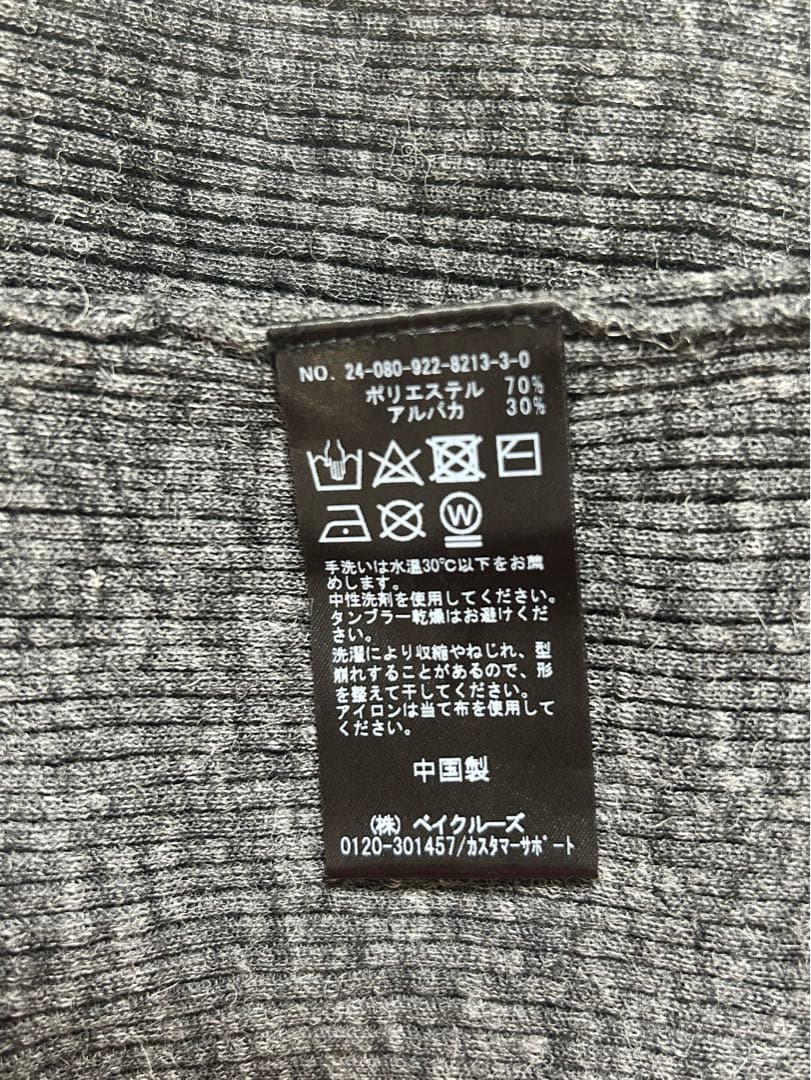 NO. 24-080-922-8213-3-0
ポリエステル 70%
アルパカ 30%
W
手洗いは水温30℃以下をお薦
めします。
中性洗剤を使用してください。
タンブラー乾燥はお避けくだ
さい。
洗濯により収縮やねじれ、型
崩れすることがあるので、形
を整えて干してください。
アイロンは当て布を使用して
ください。
中国製
(株) ベイクルーズ
0120-301457/カスタマーサポート